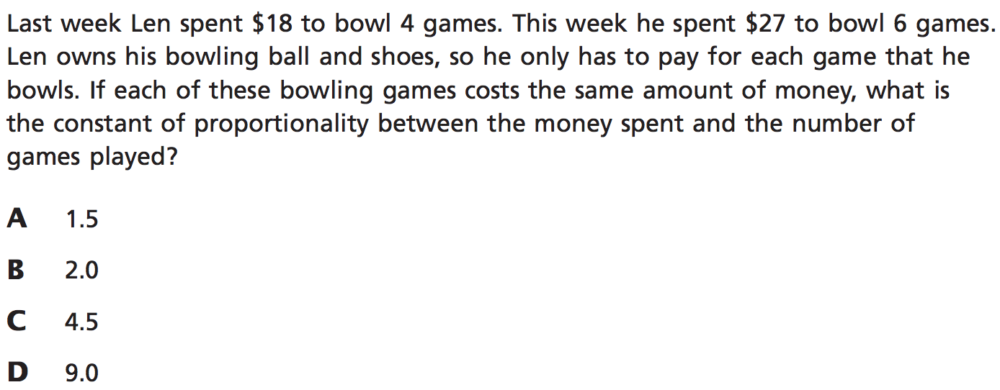 Last week Len spent $18 to bowl 4 games. This week he spent $27 to bowl 6 games.
Len owns his bowling ball and shoes, so he only has to pay for each game that he
bowls. If each of these bowling games costs the same amount of money, what is
the constant of proportionality between the money spent and the number of
games played?
A 1.5
B 2.0
C 4.5
D 9.0